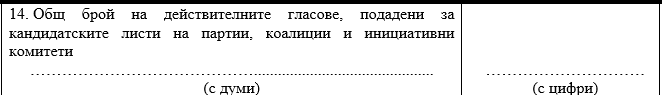 14. Общ брой на действителните гласове, подадени за
кандидатските листи на партии, коалиции и инициативни
комитети
…………………………………………………………... ……………………
(с думи) (с цифри)